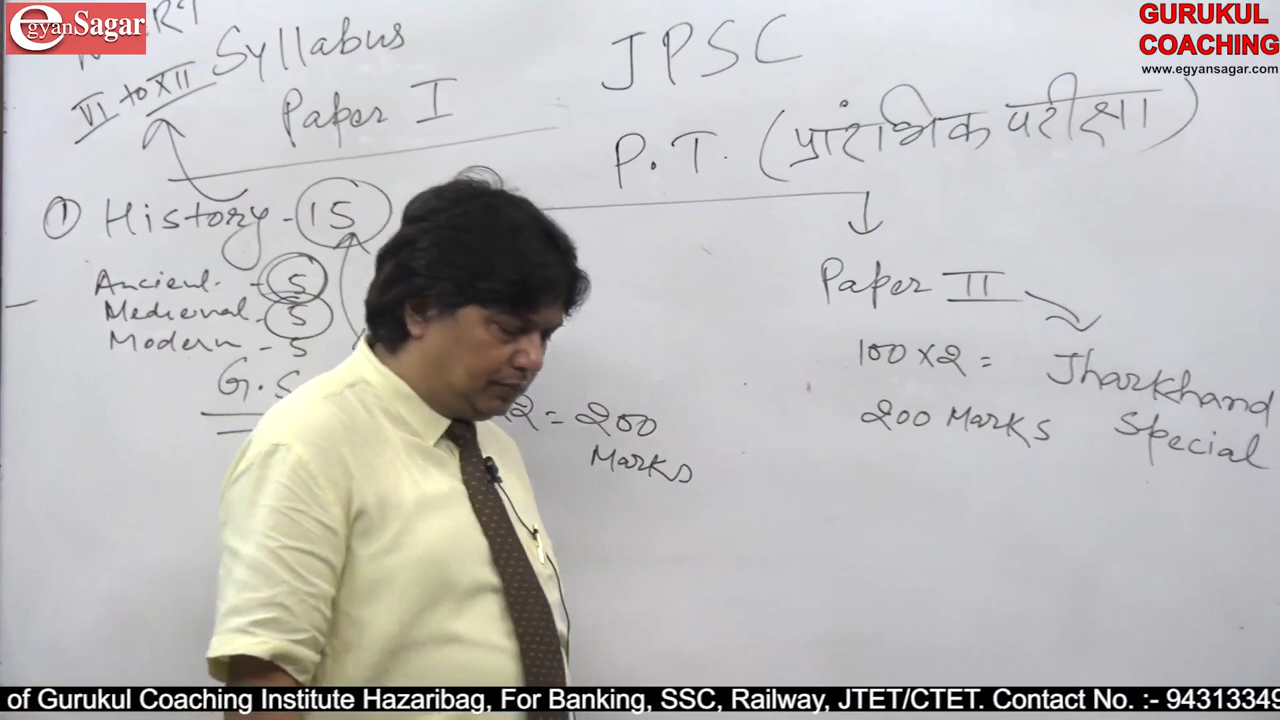 egyanSagar
GURUKUL
COACHING
www.egyansagar.com
VI to XII
Syllabus
Paper I
JPSC
P.T. (प्रारंभिक परीक्षा)
① History - 15
Ancient - 5
Medieval - 5
Modern - 5
G.S
×2 = 200
Marks
Paper II
100×2 =
200 Marks
Jharkhand
Special
of Gurukul Coaching Institute Hazaribag, For Banking, SSC, Railway, JTET/CTET. Contact No. :- 94313349